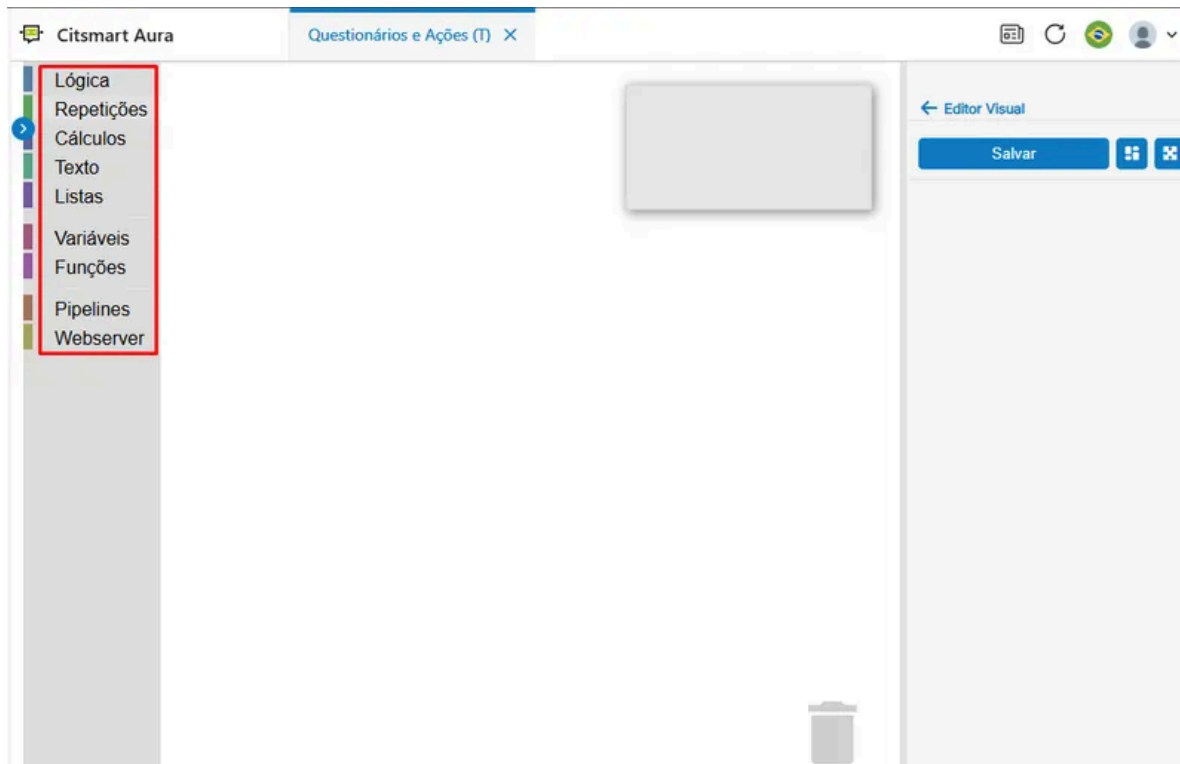 Citsmart Aura
Questionários e Ações (T)
Lógica
Repetições
Cálculos
Texto
Listas
Variáveis
Funções
Pipelines
Webserver
Editor Visual
Salvar